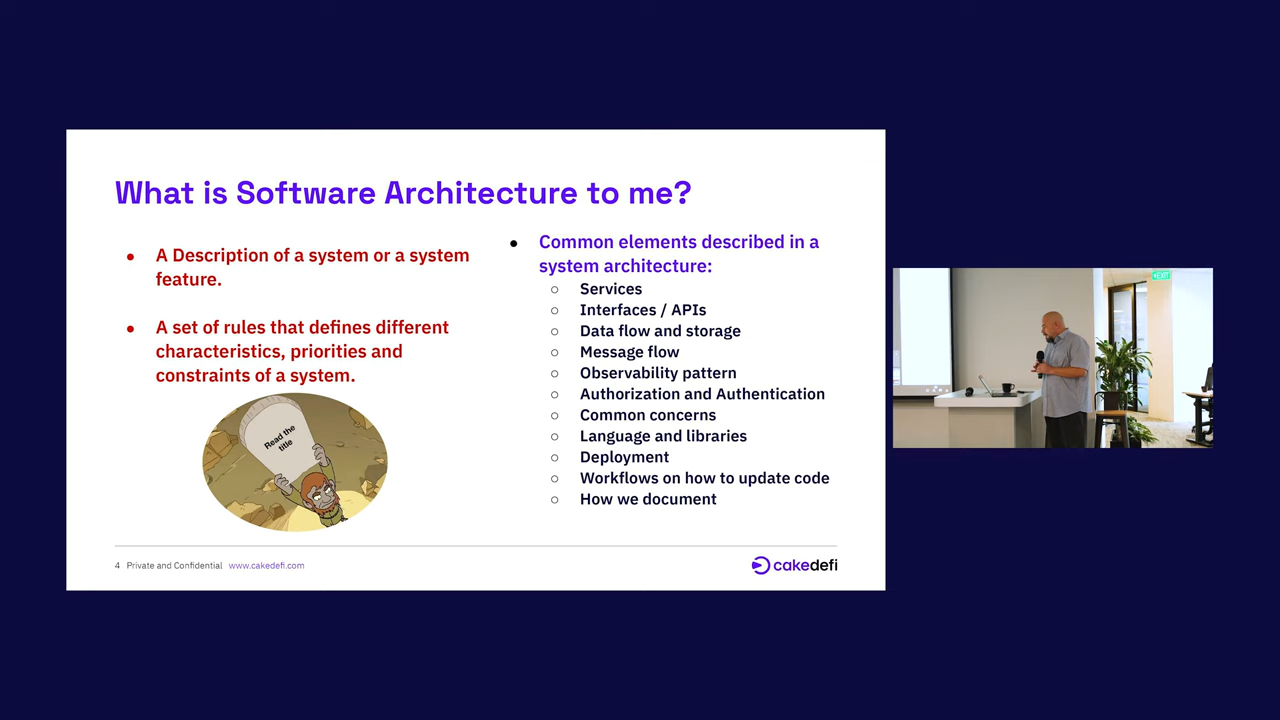 What is Software Architecture to me?
● A Description of a system or a system
feature.
● A set of rules that defines different
characteristics, priorities and
constraints of a system.
Read the
title
● Common elements described in a
system architecture:
○ Services
○ Interfaces / APIs
○ Data flow and storage
○ Message flow
○ Observability pattern
○ Authorization and Authentication
○ Common concerns
○ Language and libraries
○ Deployment
○ Workflows on how to update code
○ How we document
4 Private and Confidential www.cakedefi.com
cakedefi
EXIT